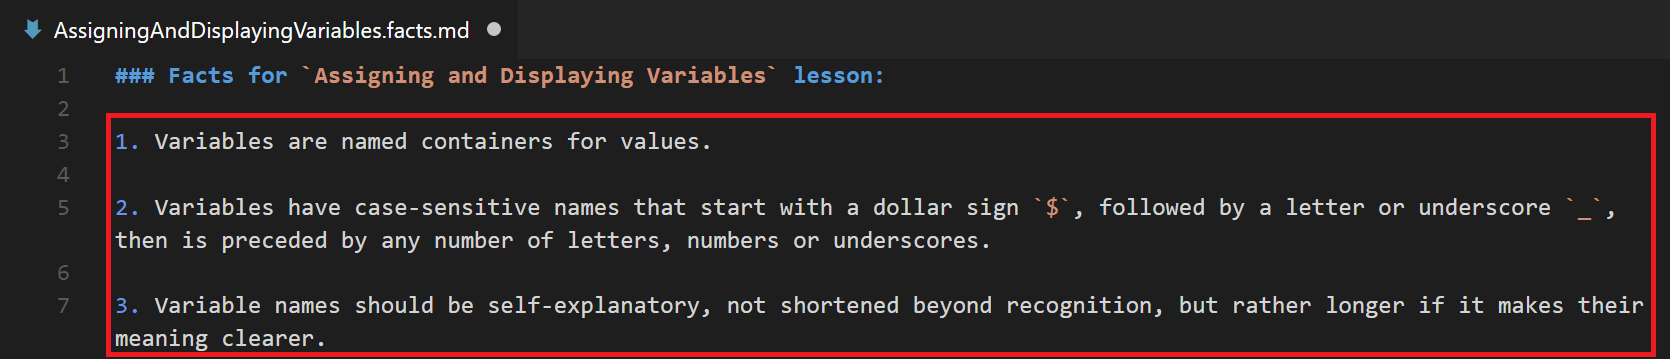 AssigningAndDisplayingVariables.facts.md
1 ### Facts for `Assigning and Displaying Variables` lesson:
2
3 1. Variables are named containers for values.
4
5 2. Variables have case-sensitive names that start with a dollar sign `$`, followed by a letter or underscore `_`,
then is preceded by any number of letters, numbers or underscores.
6
7 3. Variable names should be self-explanatory, not shortened beyond recognition, but rather longer if it makes their
meaning clearer.